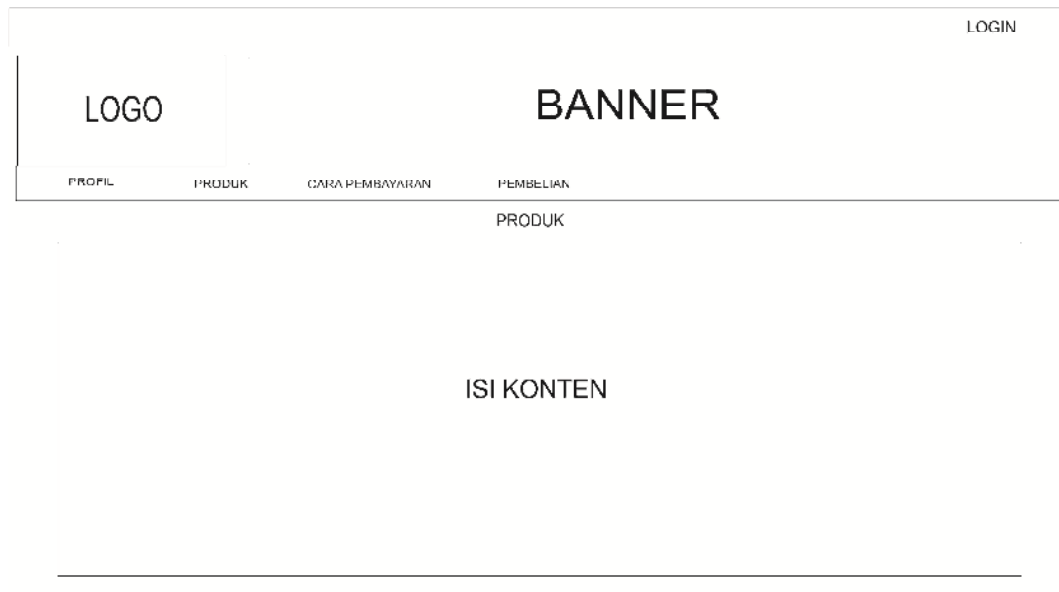 LOGIN
LOGO
BANNER
PROFIL PRODUK CARA PEMBAYARAN PEMBELIAN
PRODUK
ISI KONTEN